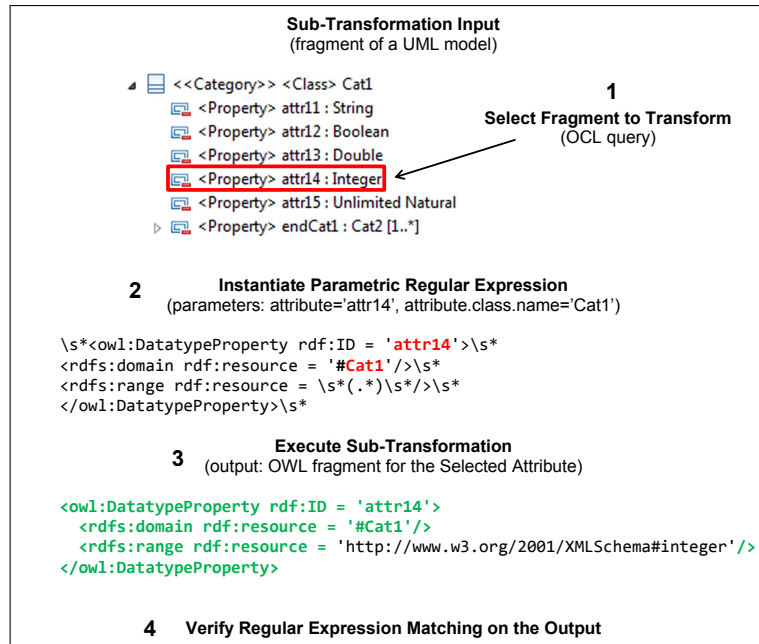 Sub-Transformation Input
(fragment of a UML model)
<<Category>> <Class> Cat1
<Property> attr11 : String
<Property> attr12 : Boolean
<Property> attr13 : Double
<Property> attr14 : Integer
<Property> attr15 : Unlimited Natural
<Property> endCat1 : Cat2 [1..*]
1
Select Fragment to Transform
(OCL query)
2 Instantiate Parametric Regular Expression
(parameters: attribute='attr14', attribute.class.name='Cat1')
\s*<owl:DatatypeProperty rdf:ID = 'attr14'>\s*
<rdfs:domain rdf:resource = '#Cat1'/>\s*
<rdfs:range rdf:resource = \s*(.*)\s*/>\s*
</owl:DatatypeProperty>\s*
3 Execute Sub-Transformation
(output: OWL fragment for the Selected Attribute)
<owl:DatatypeProperty rdf:ID = 'attr14'>
<rdfs:domain rdf:resource = '#Cat1'/>
<rdfs:range rdf:resource = 'http://www.w3.org/2001/XMLSchema#integer'/>
</owl:DatatypeProperty>
4 Verify Regular Expression Matching on the Output